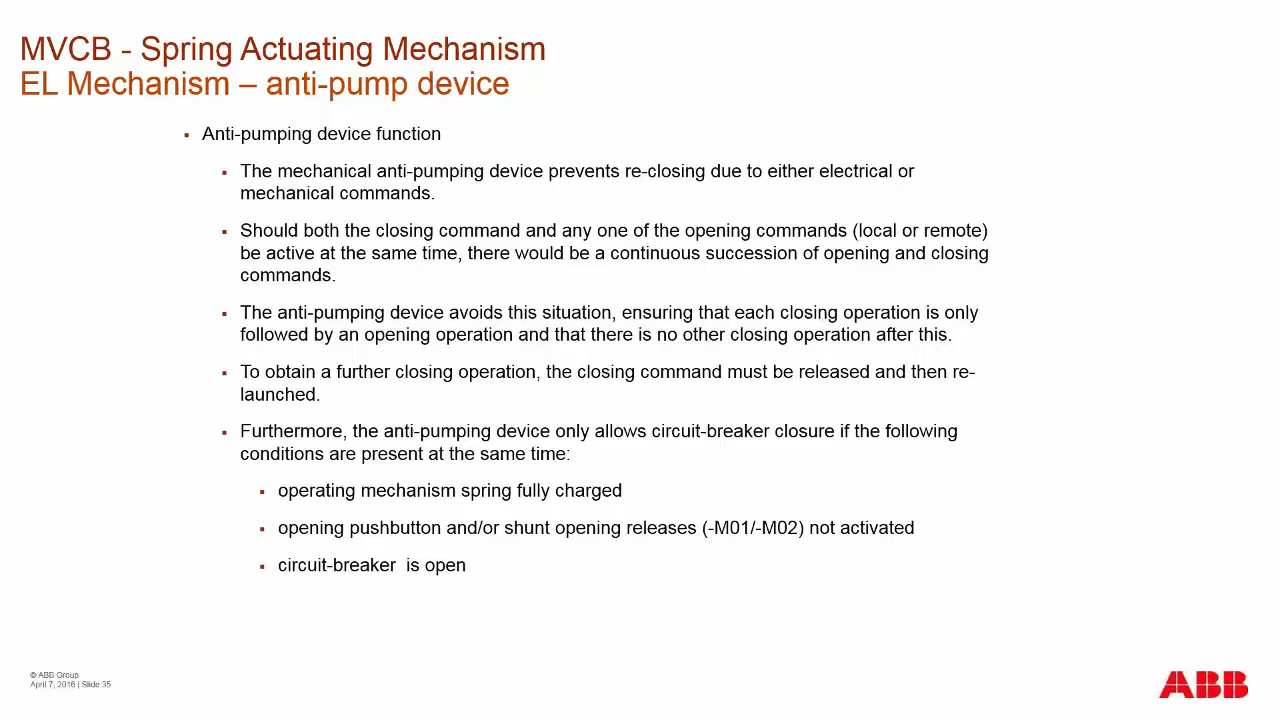 MVCB - Spring Actuating Mechanism
EL Mechanism – anti-pump device
▪ Anti-pumping device function
▪ The mechanical anti-pumping device prevents re-closing due to either electrical or
mechanical commands.
▪ Should both the closing command and any one of the opening commands (local or remote)
be active at the same time, there would be a continuous succession of opening and closing
commands.
▪ The anti-pumping device avoids this situation, ensuring that each closing operation is only
followed by an opening operation and that there is no other closing operation after this.
▪ To obtain a further closing operation, the closing command must be released and then re-
launched.
▪ Furthermore, the anti-pumping device only allows circuit-breaker closure if the following
conditions are present at the same time:
▪ operating mechanism spring fully charged
▪ opening pushbutton and/or shunt opening releases (-M01/-M02) not activated
▪ circuit-breaker  is open
© ABB Group
April 7, 2016 | Slide 35
ABB